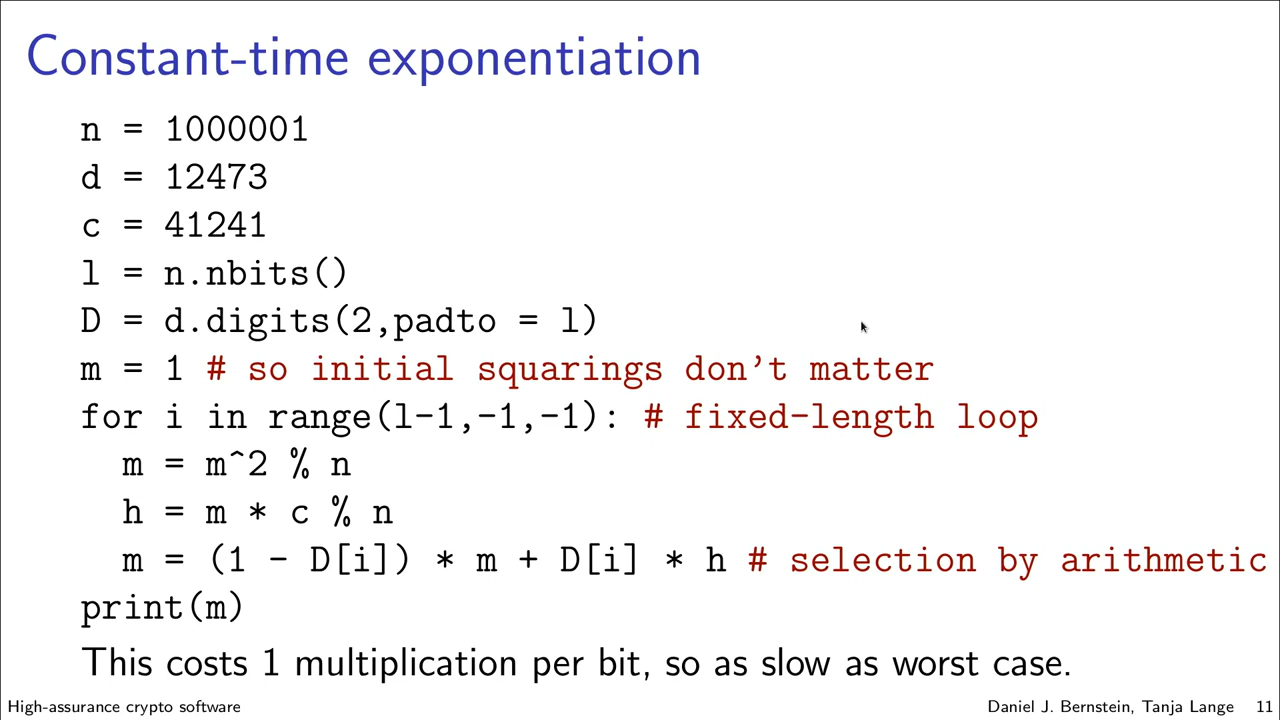 Constant-time exponentiation
n = 1000001
d = 12473
c = 41241
l = n.nbits()
D = d.digits(2,padto = l)
m = 1 # so initial squarings don't matter
for i in range(l-1,-1,-1): # fixed-length loop
m = m^2 % n
h = m * c % n
m = (1 - D[i]) * m + D[i] * h # selection by arithmetic
print(m)
This costs 1 multiplication per bit, so as slow as worst case.
High-assurance crypto software
Daniel J. Bernstein, Tanja Lange 11